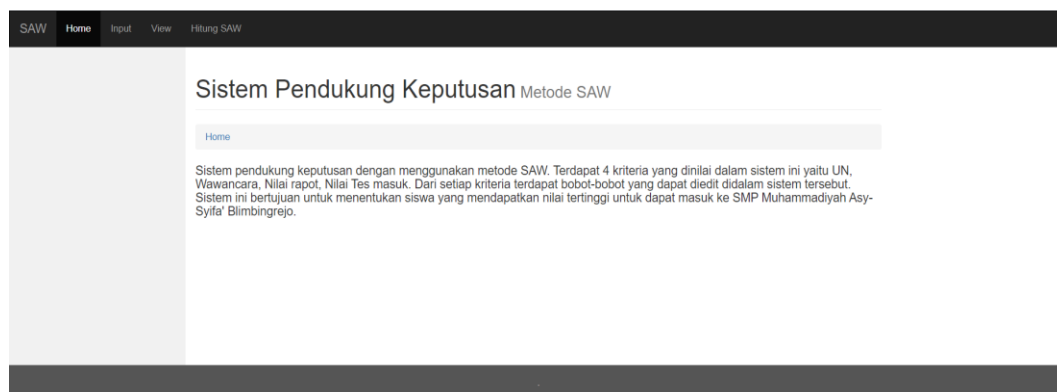 SAW Home Input View Hitung SAW
Sistem Pendukung Keputusan Metode SAW
Home
Sistem pendukung keputusan dengan menggunakan metode SAW. Terdapat 4 kriteria yang dinilai dalam sistem ini yaitu UN,
Wawancara, Nilai rapot, Nilai Tes masuk. Dari setiap kriteria terdapat bobot-bobot yang dapat diedit didalam sistem tersebut.
Sistem ini bertujuan untuk menentukan siswa yang mendapatkan nilai tertinggi untuk dapat masuk ke SMP Muhammadiyah Asy-
Syifa' Blimbingrejo.